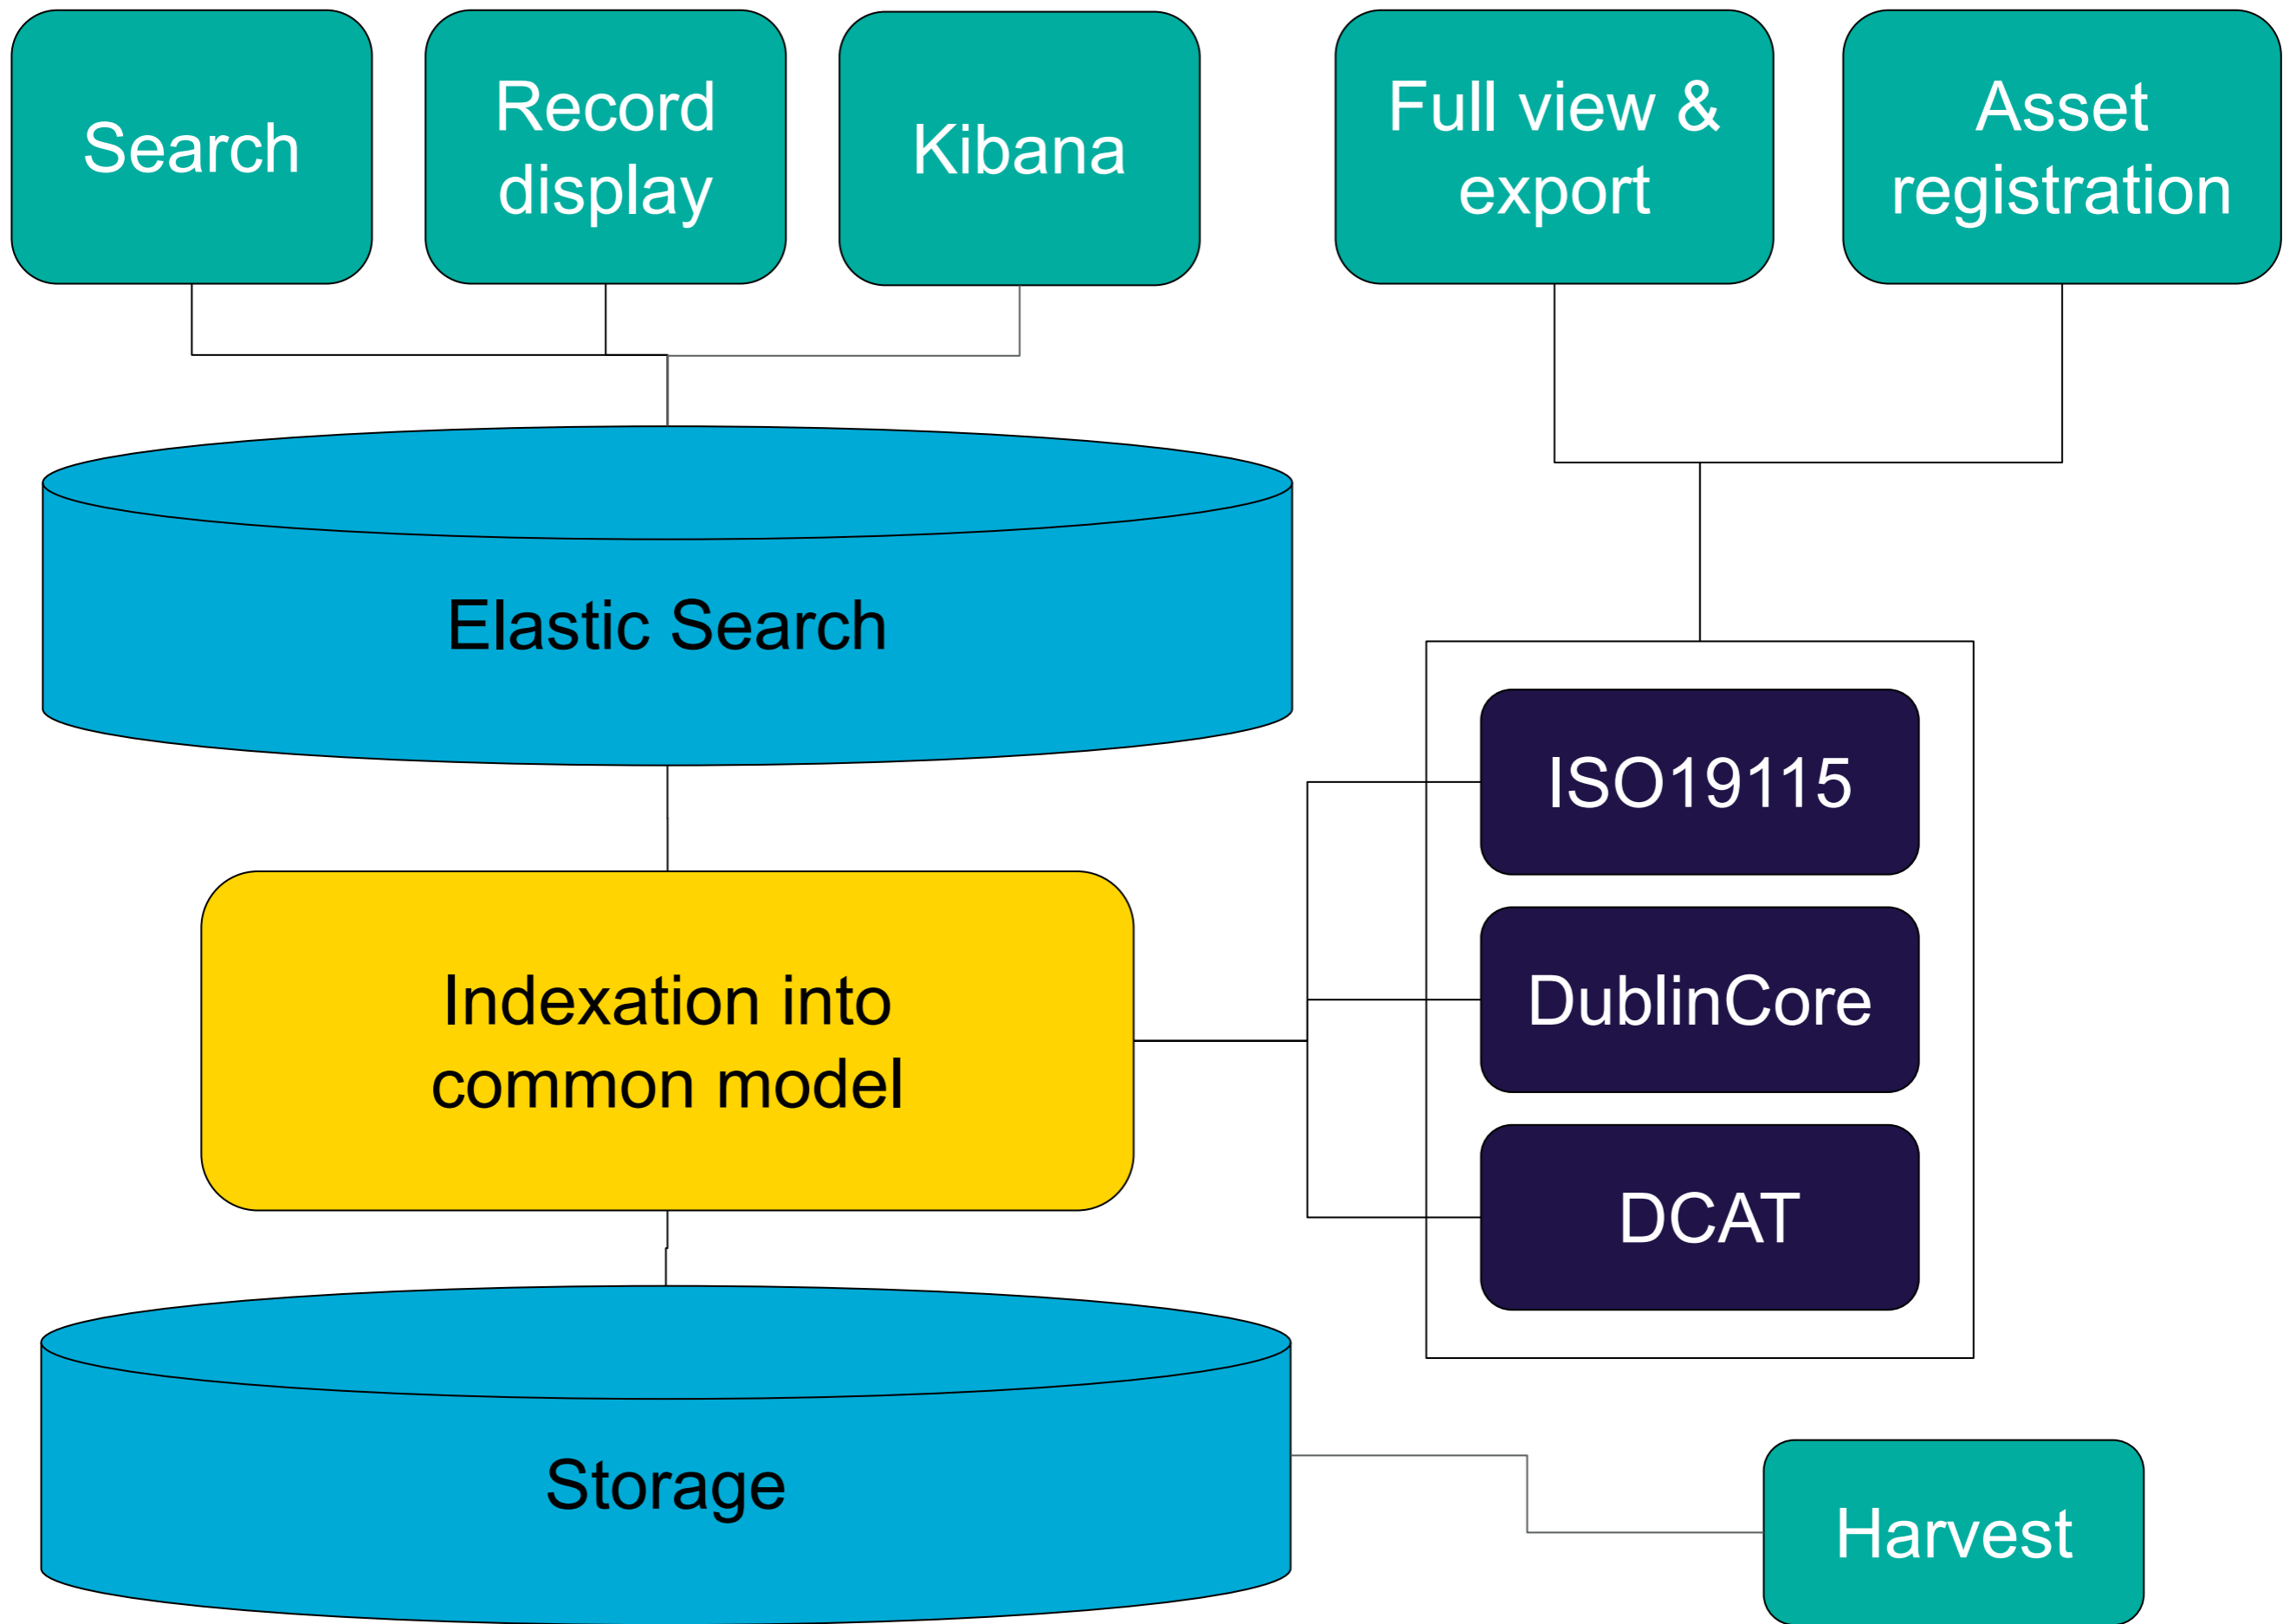 Search
Record
display
Kibana
Full view &
export
Asset
registration
Elastic Search
ISO19115
DublinCore
DCAT
Indexation into
common model
Storage
Harvest